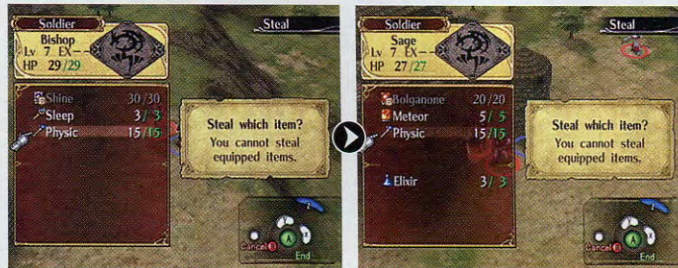 Soldier
Steal
Bishop
Lv 7 EX--
HP 29/29
Shine 30/30
Sleep 3/ 3
Physic 15/15
Steal which item?
You cannot steal
equipped items.
A
Cancel B
End
Soldier
Steal
Sage
Lv 7 EX--
HP 27/27
Bolganone 20/20
Meteor 5/ 5
Physic 15/15
Elixir 3/ 3
Steal which item?
You cannot steal
equipped items.
A
Cancel B
End